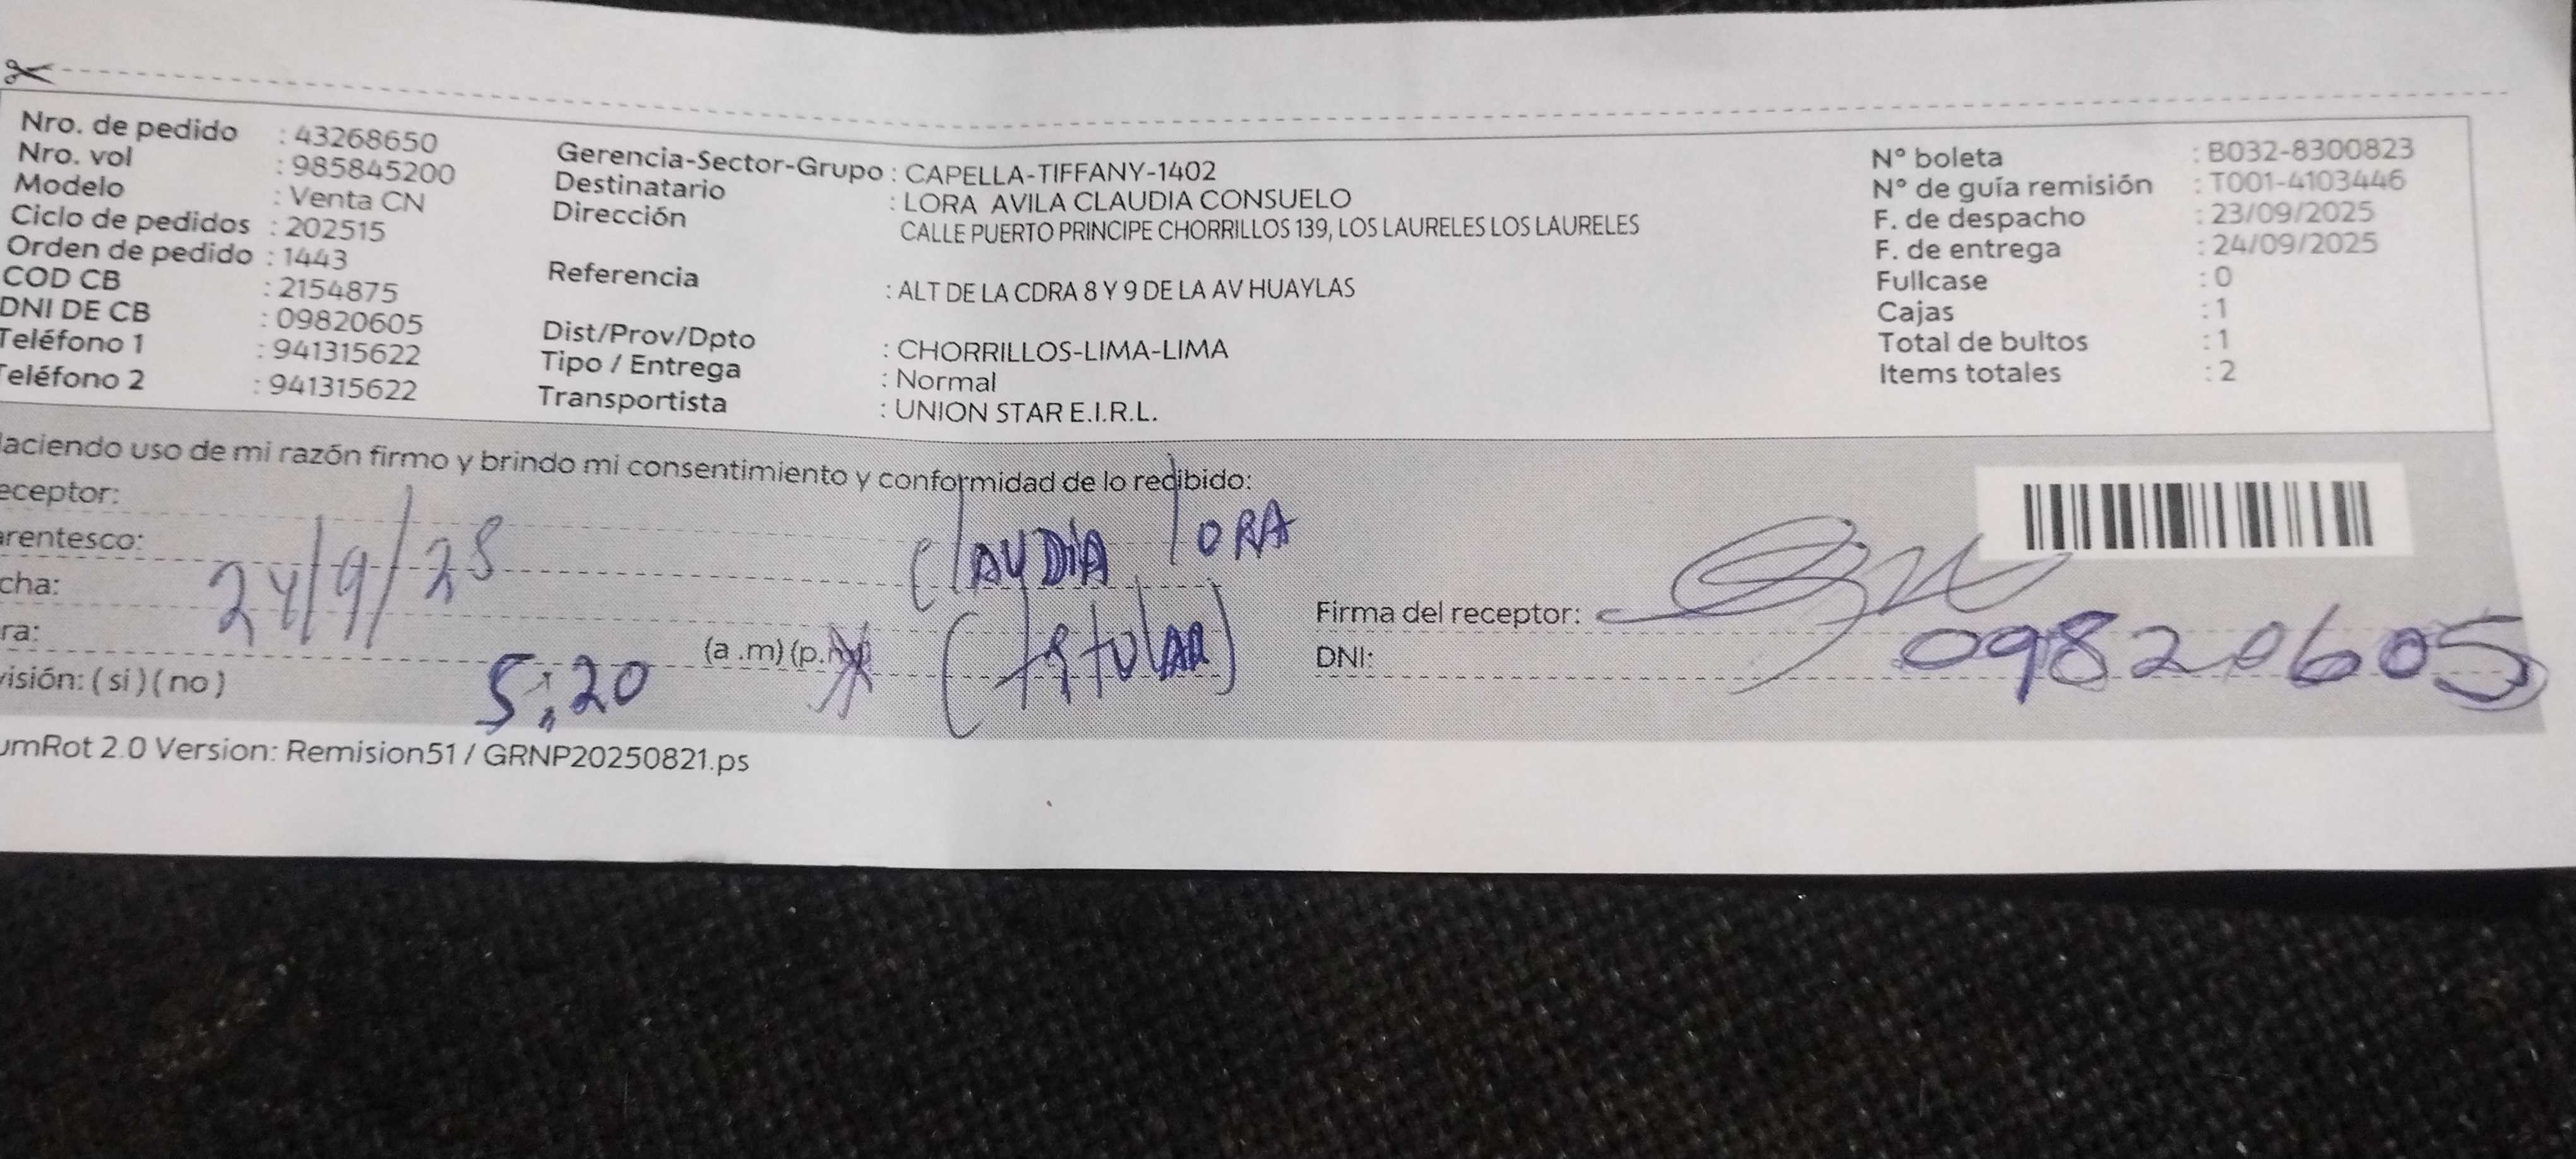 Nro. de pedido : 43268650
Nro. vol : 985845200
Modelo : Venta CN
Ciclo de pedidos : 202515
Orden de pedido : 1443
COD CB : 2154875
DNI DE CB : 09820605
Teléfono 1 : 941315622
Teléfono 2 : 941315622
Gerencia-Sector-Grupo : CAPELLA-TIFFANY-1402
Destinatario : LORA AVILA CLAUDIA CONSUELO
Dirección CALLE PUERTO PRINCIPE CHORRILLOS 139, LOS LAURELES LOS LAURELES
Referencia : ALT DE LA CDRA 8 Y 9 DE LA AV HUAYLAS
Dist/Prov/Dpto : CHORRILLOS-LIMA-LIMA
Tipo / Entrega : Normal
Transportista : UNION STAR E.I.R.L.
N° boleta : B032-8300823
N° de guía remisión : T001-4103446
F. de despacho : 23/09/2025
F. de entrega : 24/09/2025
Fullcase : 0
Cajas : 1
Total de bultos : 1
Items totales : 2
Haciendo uso de mi razón firmo y brindo mi consentimiento y conformidad de lo recibido:
eceptor: Claudia Lora
arentesco: (titular)
cha: 24/9/25
ra: 5:20 (a .m) (p.m)
visión: ( si ) ( no )
Firma del receptor:
DNI: 09820605
umRot 2.0 Version: Remision51 / GRNP20250821.ps